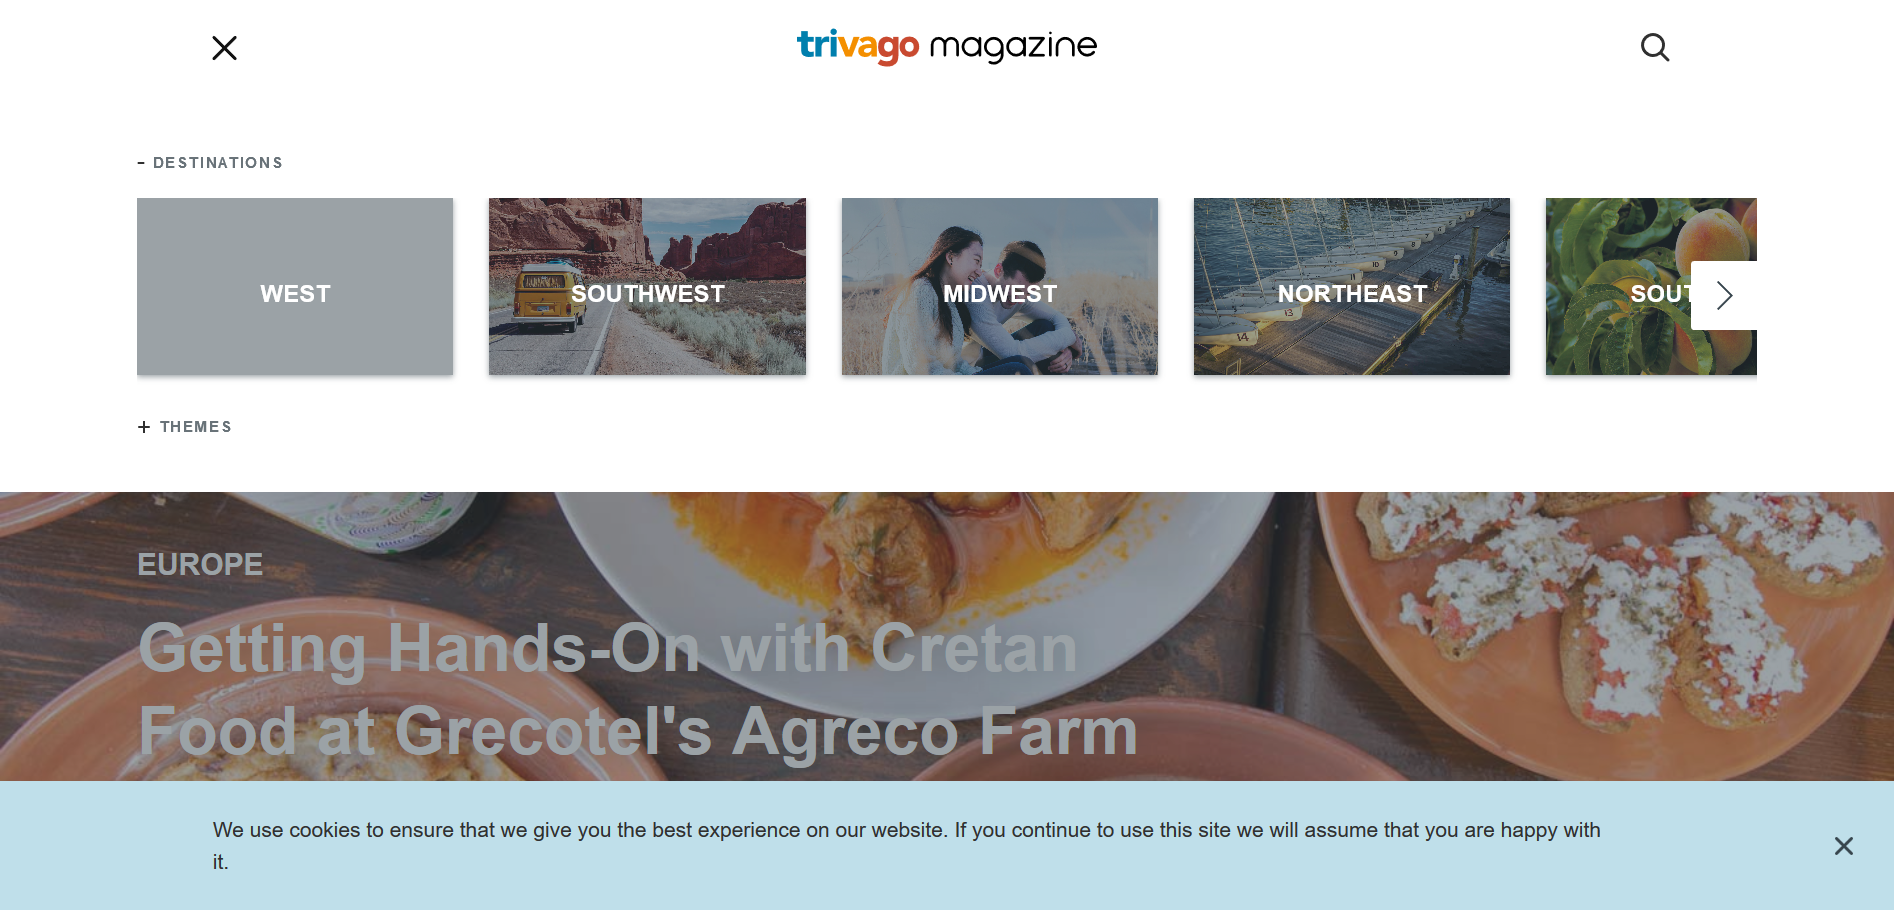 trivago magazine
– DESTINATIONS
WEST
SOUTHWEST
MIDWEST
NORTHEAST
SOUT
+ THEMES
EUROPE
Getting Hands-On with Cretan
Food at Grecotel's Agreco Farm
We use cookies to ensure that we give you the best experience on our website. If you continue to use this site we will assume that you are happy with
it.